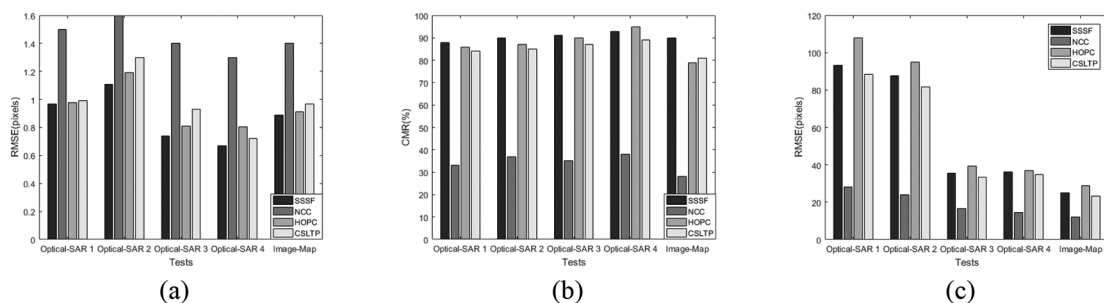 1.6
1.4
1.2
1
0.8
0.6
0.4
0.2
0
RMSE(pixels)
Optical-SAR 1 Optical-SAR 2 Optical-SAR 3 Optical-SAR 4 Image-Map
Tests
SSSF
NCC
HOPC
CSLTP
(a)
100
90
80
70
60
50
40
30
20
10
0
CMR(%)
Optical-SAR 1 Optical-SAR 2 Optical-SAR 3 Optical-SAR 4 Image-Map
Tests
SSSF
NCC
HOPC
CSLTP
(b)
120
100
80
60
40
20
0
RMSE(pixels)
Optical-SAR 1 Optical-SAR 2 Optical-SAR 3 Optical-SAR 4 Image-Map
Tests
SSSF
NCC
HOPC
CSLTP
(c)